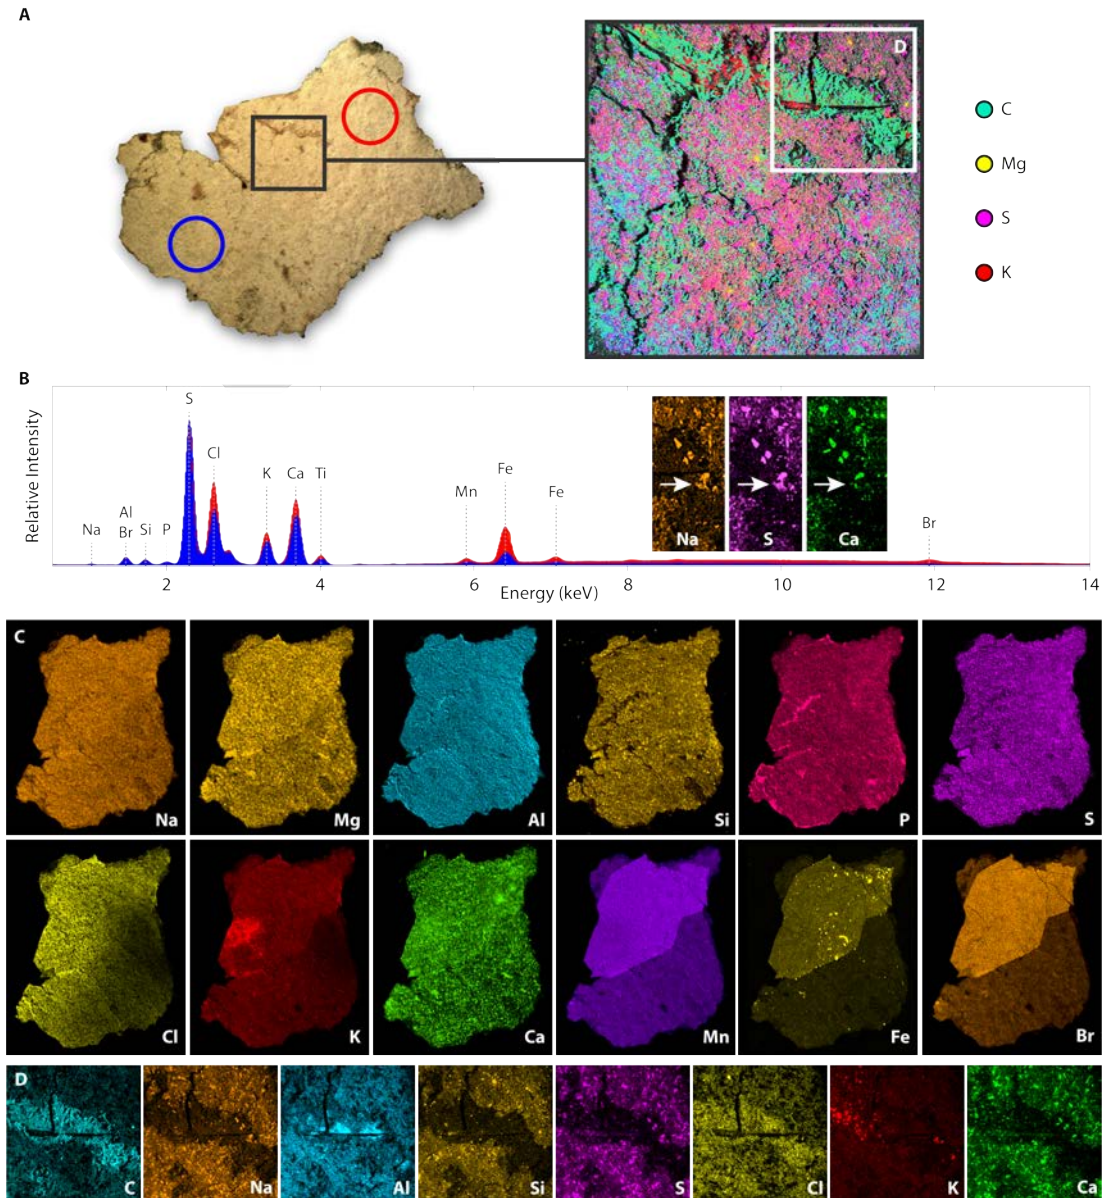 A
D
C
Mg
S
K
B
Relative Intensity
Na
Al
Br
Si
P
S
Cl
K
Ca
Ti
Mn
Fe
Fe
Br
Na
S
Ca
2
4
6
8
10
12
14
Energy (keV)
C
Na
Mg
Al
Si
P
S
Cl
K
Ca
Mn
Fe
Br
D
C
Na
Al
Si
S
Cl
K
Ca